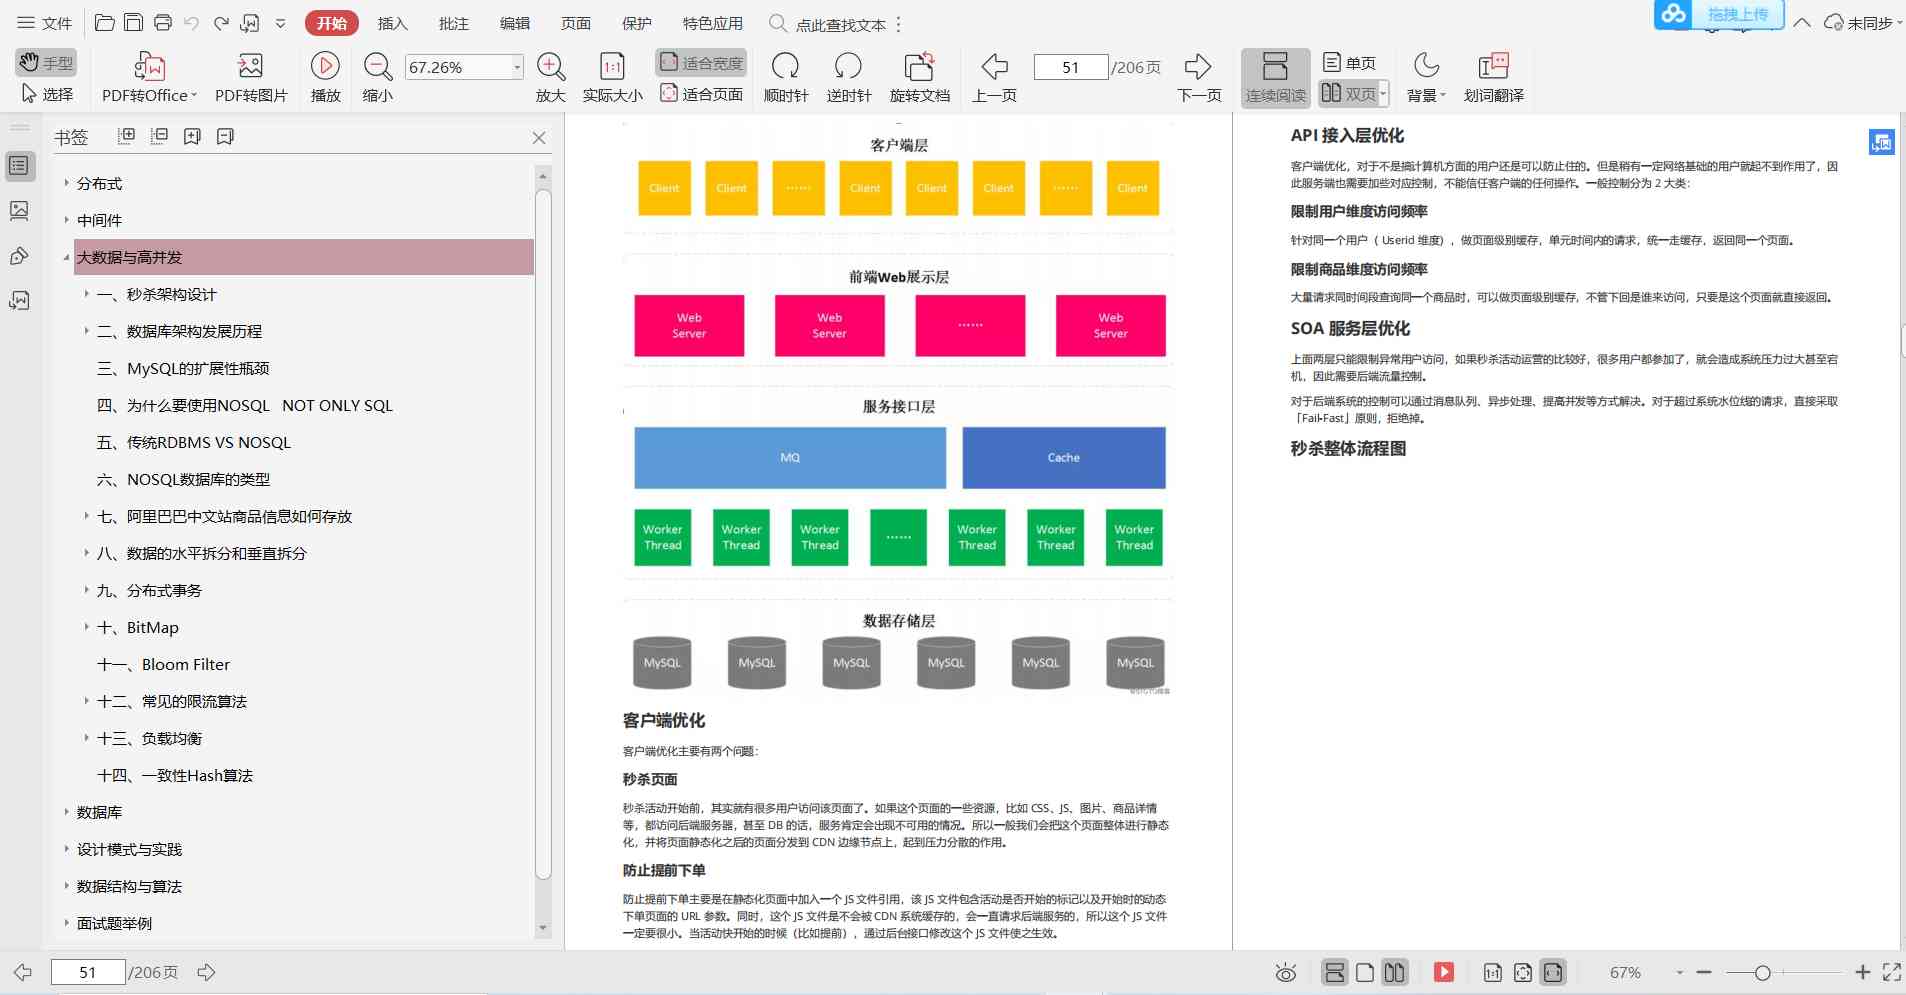 文件
开始
插入
批注
编辑
页面
保护
特色应用
点此查找文本
拖拽上传
未同步
手型
选择
PDF转Office
PDF转图片
播放
缩小
67.26%
放大
1:1
实际大小
适合宽度
适合页面
顺时针
逆时针
旋转文档
上一页
51
/206页
下一页
连续阅读
单页
双页
背景
划词翻译
书签
分布式
中间件
大数据与高并发
一、秒杀架构设计
二、数据库架构发展历程
三、MySQL的扩展性瓶颈
四、为什么要使用NOSQL NOT ONLY SQL
五、传统RDBMS VS NOSQL
六、NOSQL数据库的类型
七、阿里巴巴中文站商品信息如何存放
八、数据的水平拆分和垂直拆分
九、分布式事务
十、BitMap
十一、Bloom Filter
十二、常见的限流算法
十三、负载均衡
十四、一致性Hash算法
数据库
设计模式与实践
数据结构与算法
面试题举例
客户端层
Client Client ...... Client Client Client ...... Client
前端Web展示层
Web Server Web Server ...... Web Server
服务接口层
MQ Cache
Worker Thread Worker Thread Worker Thread ...... Worker Thread Worker Thread Worker Thread
数据存储层
MySQL MySQL MySQL MySQL MySQL MySQL
客户端优化
客户端优化主要有两个问题：
秒杀页面
秒杀活动开始前，其实就有很多用户访问该页面了。如果这个页面的一些资源，比如 CSS、JS、图片、商品详情
等，都访问后端服务器，甚至 DB 的话，服务肯定会出现不可用的情况。所以一般我们会把这个页面整体进行静态
化，并将页面静态化之后的页面分发到 CDN 边缘节点上，起到压力分散的作用。
防止提前下单
防止提前下单主要是在静态化页面中加入一个 JS 文件引用，该 JS 文件包含活动是否开始的标记以及开始时的动态
下单页面的 URL 参数。同时，这个 JS 文件是不会被 CDN 系统缓存的，会一直请求后端服务的，所以这个 JS 文件
一定要很小。当活动快开始的时候（比如提前），通过后台接口修改这个 JS 文件使之生效。
API 接入层优化
客户端优化，对于不是搞计算机方面的用户还是可以防止住的。但是稍有一定网络基础的用户就起不到作用了，因
此服务端也需要加些对应控制，不能信任客户端的任何操作。一般控制分为 2 大类：
限制用户维度访问频率
针对同一个用户（ Userid 维度），做页面级别缓存，单元时间内的请求，统一走缓存，返回同一个页面。
限制商品维度访问频率
大量请求同时间段查询同一个商品时，可以做页面级别缓存，不管下回是谁来访问，只要是这个页面就直接返回。
SOA 服务层优化
上面两层只能限制异常用户访问，如果秒杀活动运营的比较好，很多用户都参加了，就会造成系统压力过大甚至宕
机，因此需要后端流量控制。
对于后端系统的控制可以通过消息队列、异步处理、提高并发等方式解决。对于超过系统水位线的请求，直接采取
「Fail-Fast」原则，拒绝掉。
秒杀整体流程图
51
/206页
1:1
67%